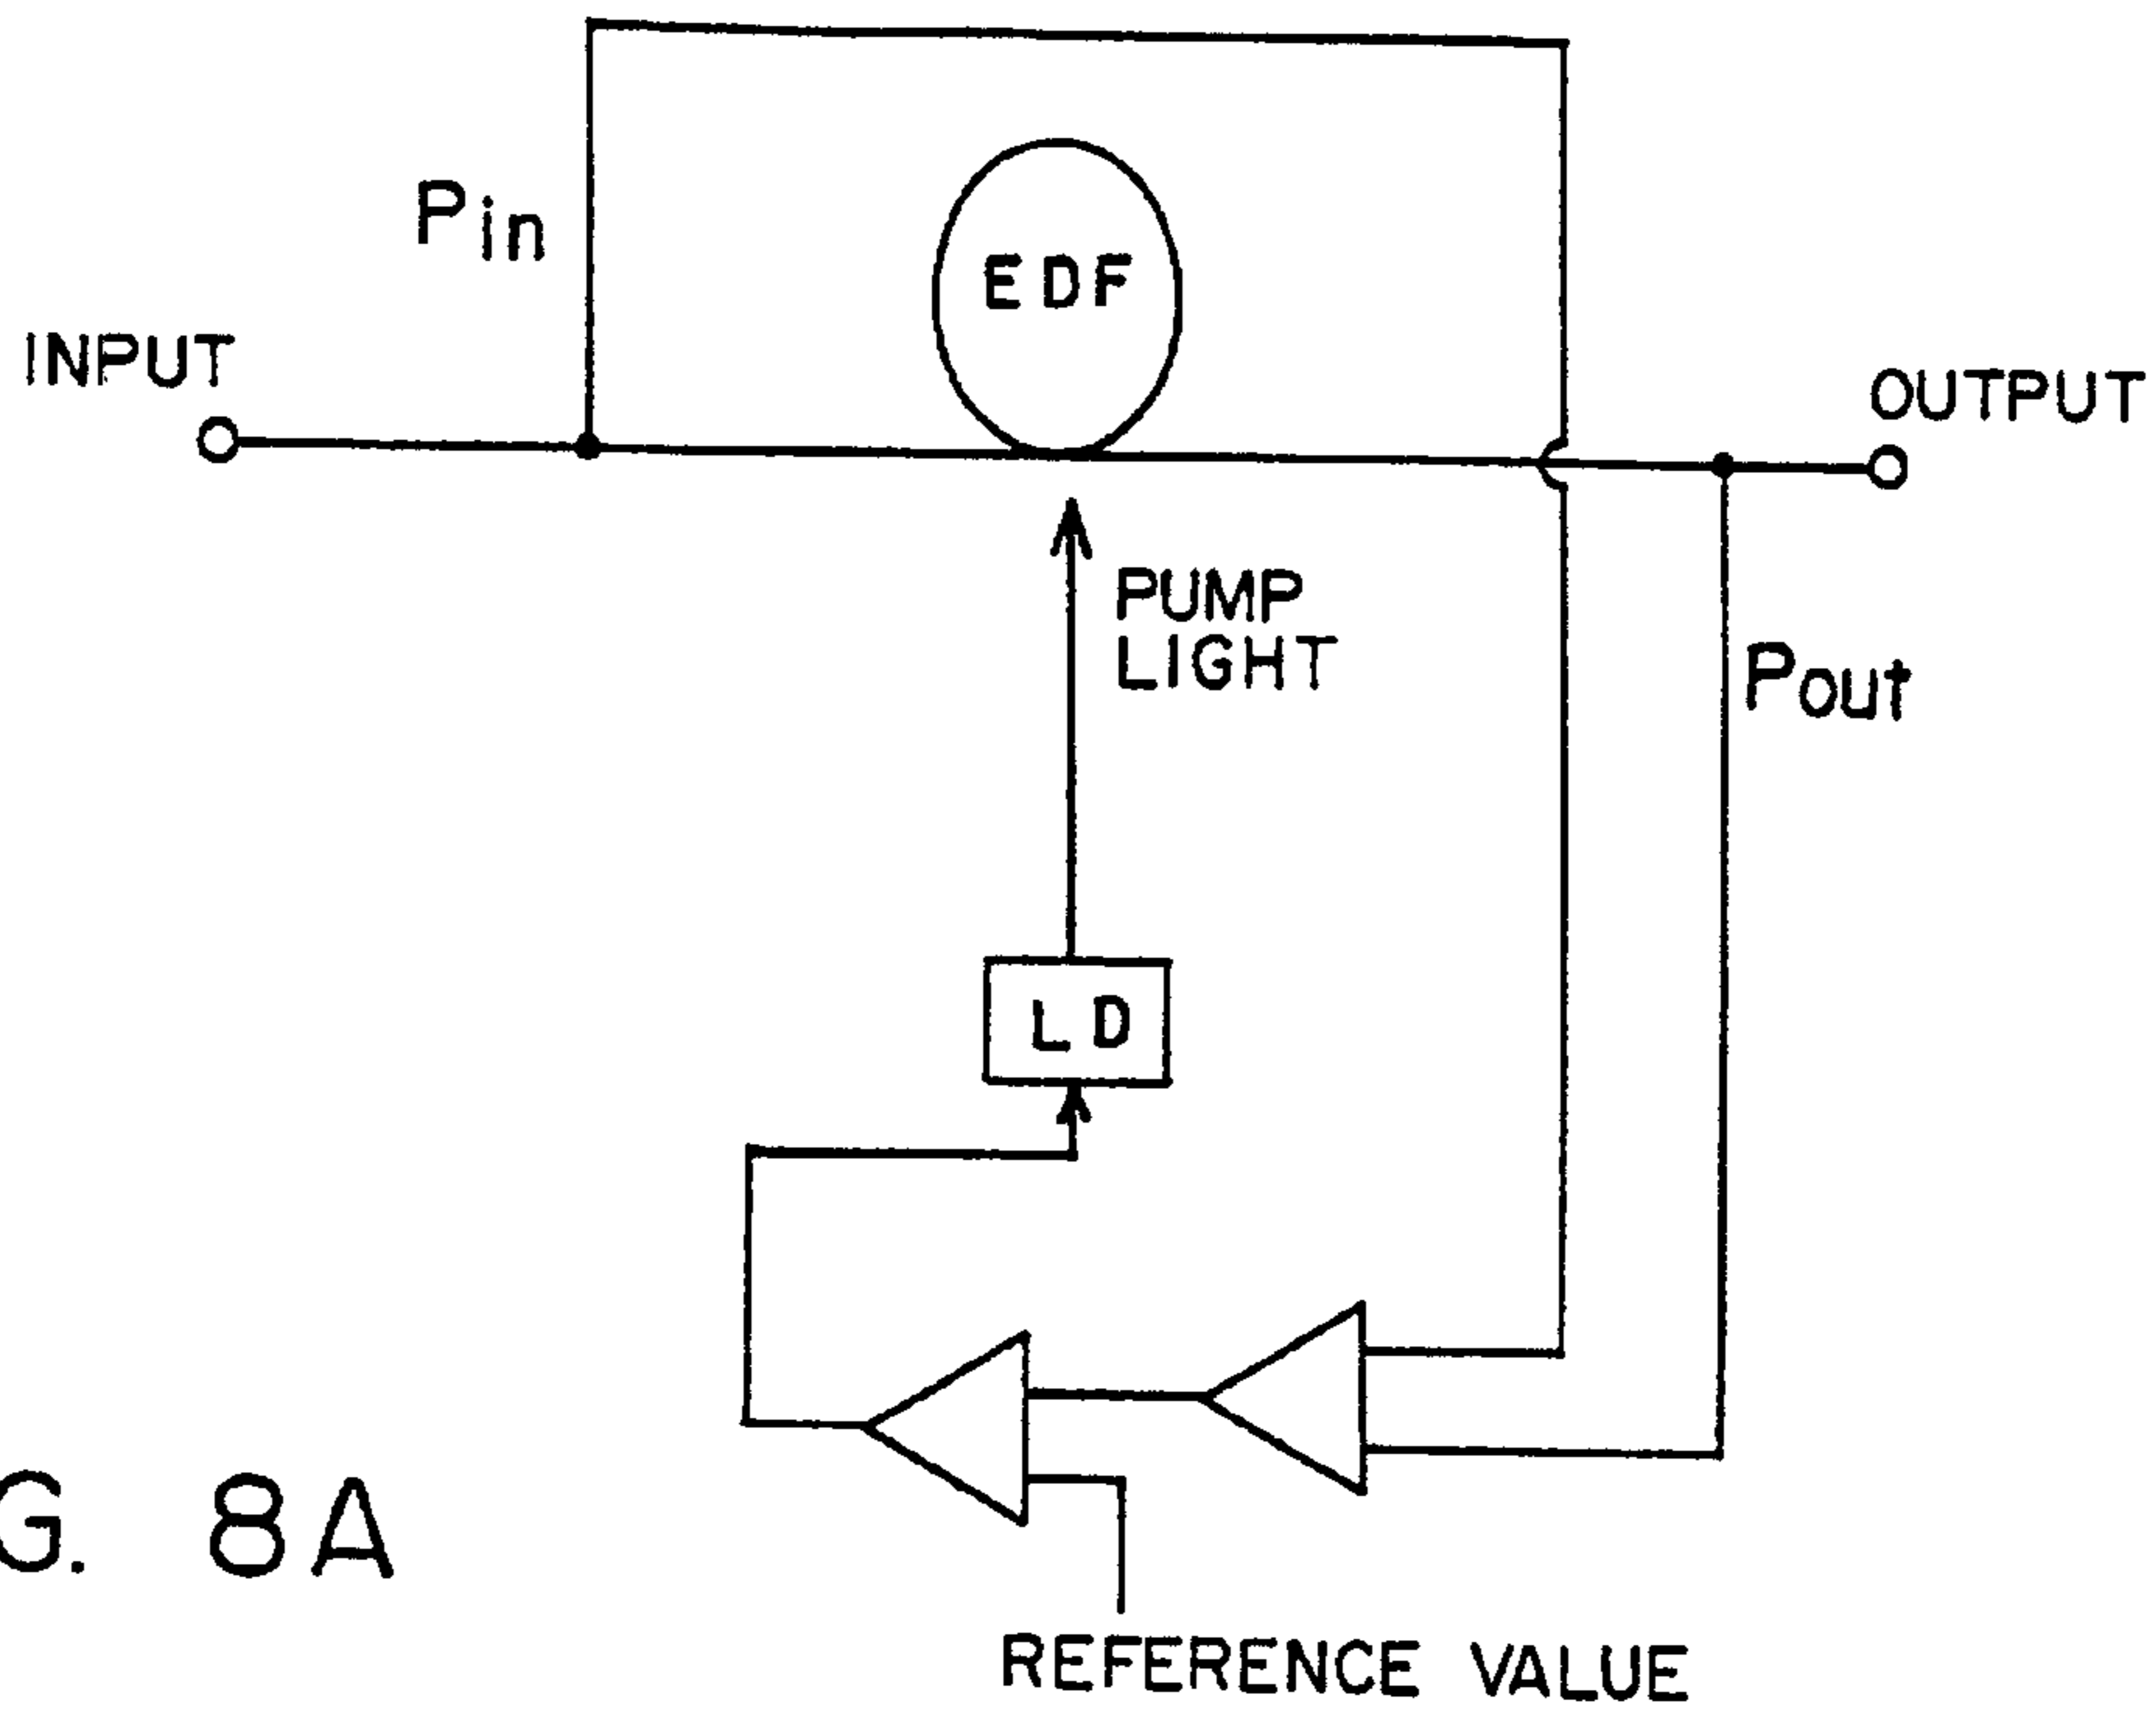 Pin
EDF
INPUT
OUTPUT
PUMP
LIGHT
Pout
LD
G. 8A
REFERENCE VALUE